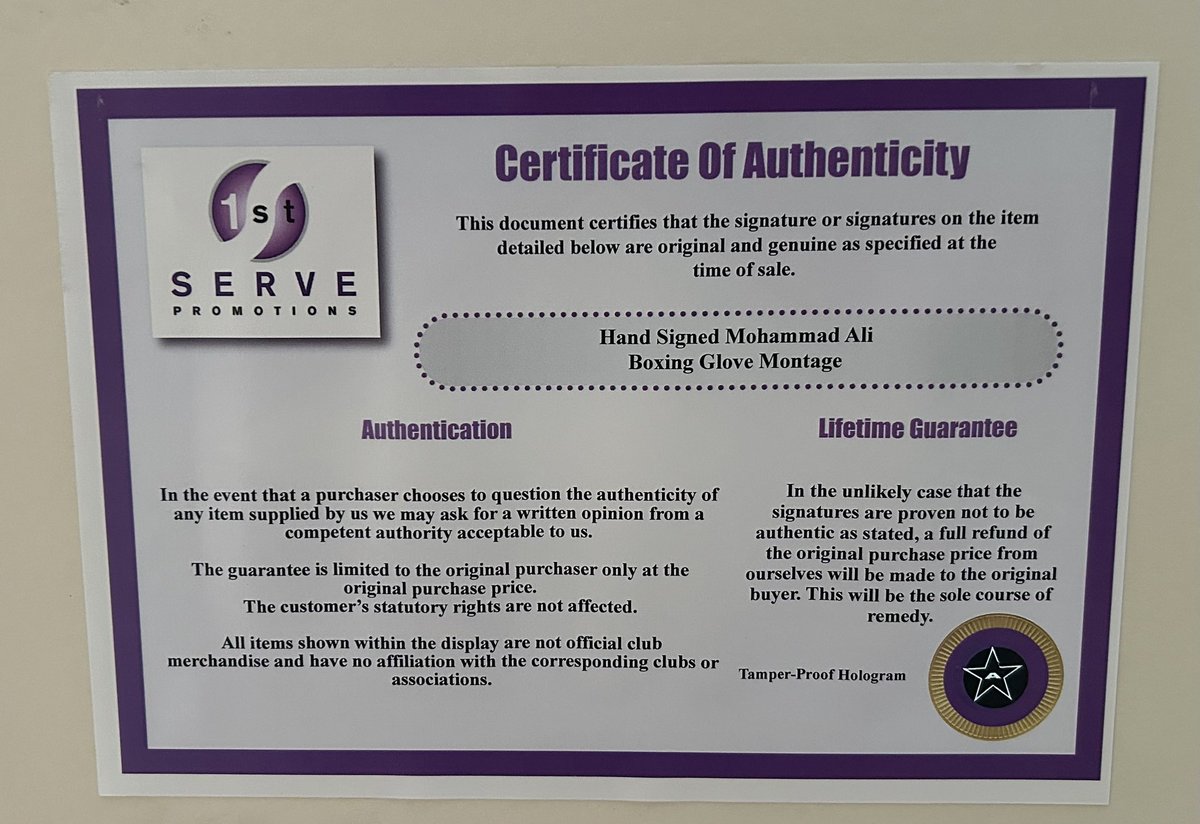 1st
SERVE
PROMOTIONS
Certificate Of Authenticity
This document certifies that the signature or signatures on the item
detailed below are original and genuine as specified at the
time of sale.
Hand Signed Mohammad Ali
Boxing Glove Montage
Authentication
In the event that a purchaser chooses to question the authenticity of
any item supplied by us we may ask for a written opinion from a
competent authority acceptable to us.
The guarantee is limited to the original purchaser only at the
original purchase price.
The customer's statutory rights are not affected.
All items shown within the display are not official club
merchandise and have no affiliation with the corresponding clubs or
associations.
Lifetime Guarantee
In the unlikely case that the
signatures are proven not to be
authentic as stated, a full refund of
the original purchase price from
ourselves will be made to the original
buyer. This will be the sole course of
remedy.
Tamper-Proof Hologram
A